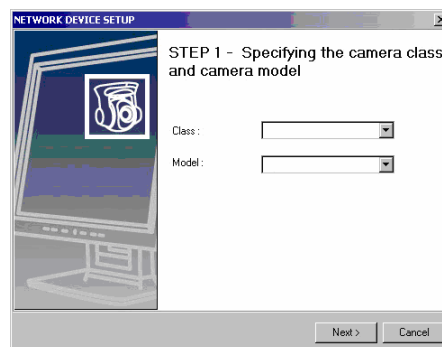 NETWORK DEVICE SETUP
STEP 1 - Specifying the camera class
and camera model
Class :
Model :
Next >
Cancel